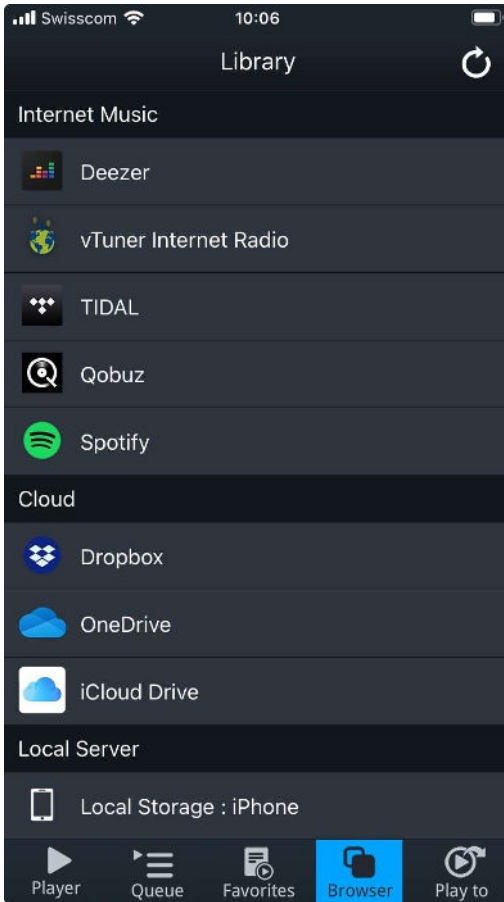 Swisscom 10:06
Library
Internet Music
Deezer
vTuner Internet Radio
TIDAL
Qobuz
Spotify
Cloud
Dropbox
OneDrive
iCloud Drive
Local Server
Local Storage : iPhone
Player Queue Favorites Browser Play to